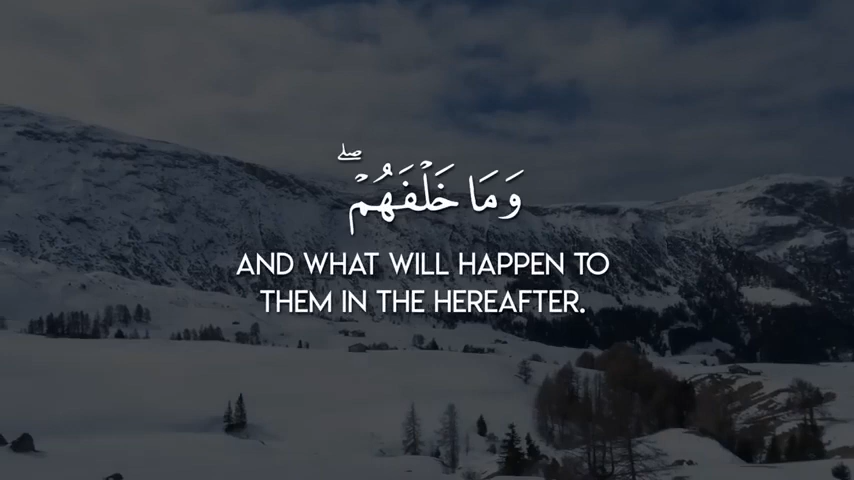 وَمَا خَلۡفَهُمۡۖ
AND WHAT WILL HAPPEN TO
THEM IN THE HEREAFTER.